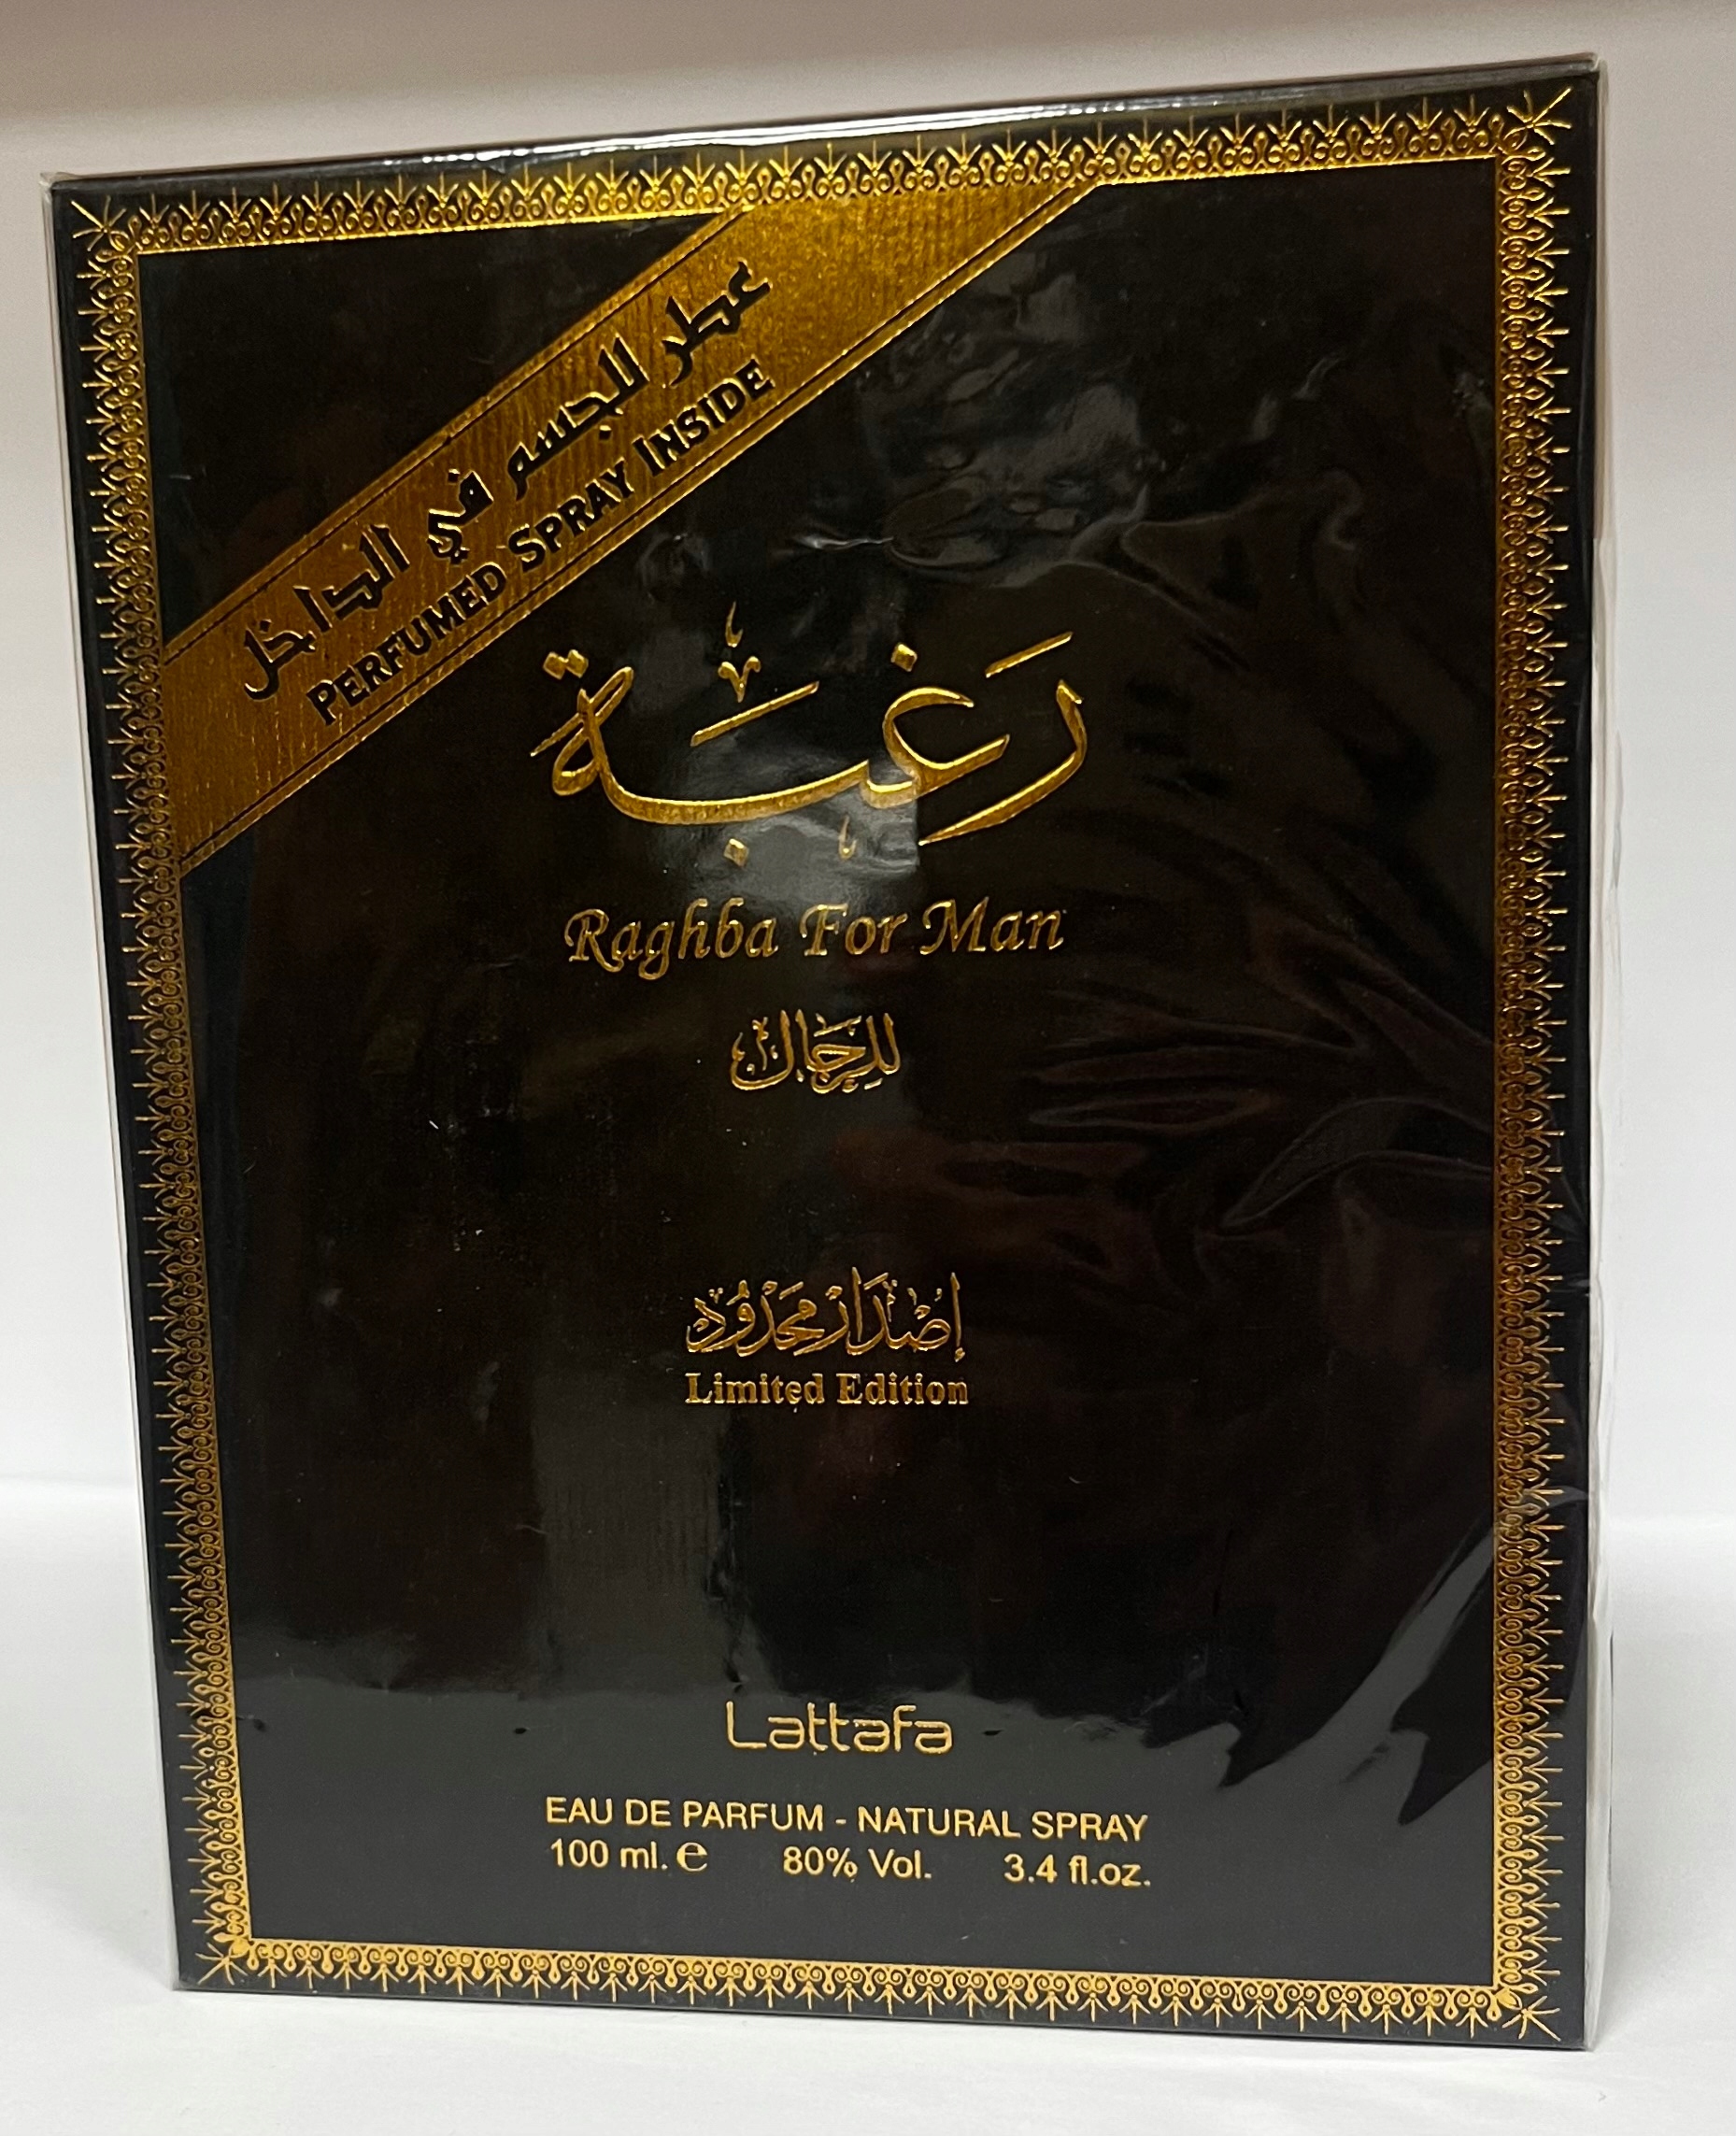 عطر للجسم في الداخل
PERFUMED SPRAY INSIDE
رَغبَة
Raghba For Man
للرجال
إصدار محدود
Limited Edition
Lattafa
EAU DE PARFUM - NATURAL SPRAY
100 ml. ℮ 80% Vol. 3.4 fl.oz.